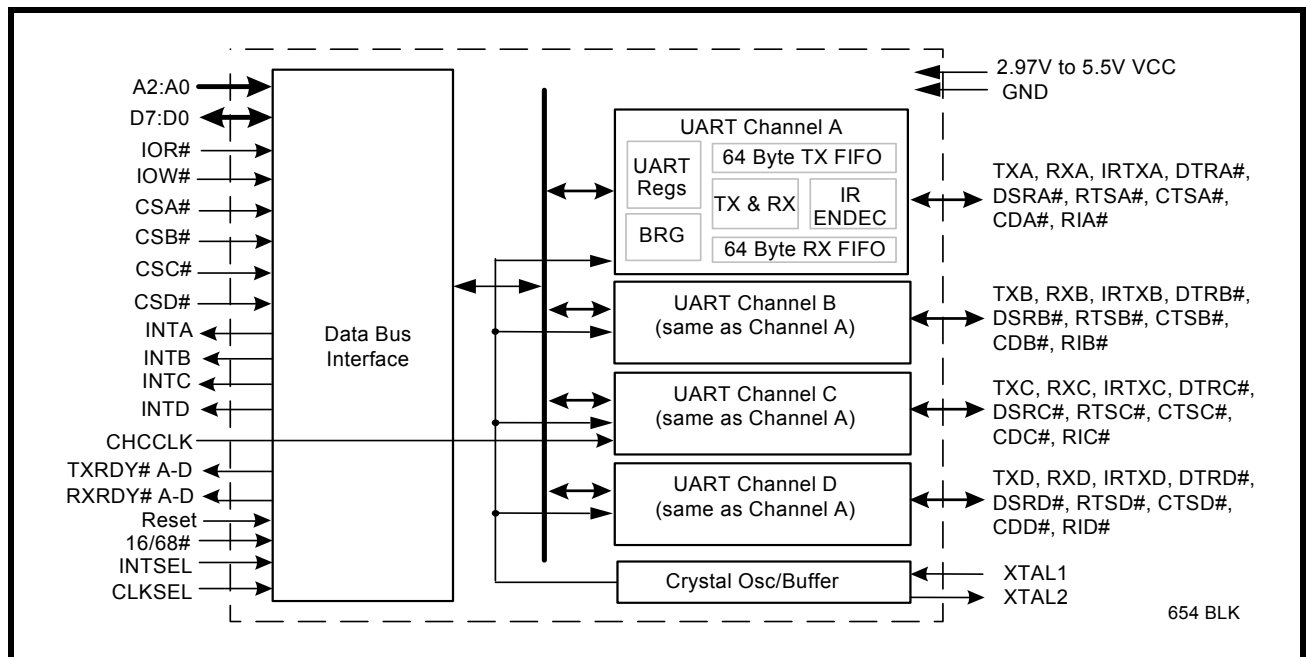 A2:A0
D7:D0
IOR#
IOW#
CSA#
CSB#
CSC#
CSD#
INTA
INTB
INTC
INTD
CHCCLK
TXRDY# A-D
RXRDY# A-D
Reset
16/68#
INTSEL
CLKSEL
Data Bus
Interface
UART Channel A
UART
Regs
BRG
64 Byte TX FIFO
TX & RX
IR
ENDEC
64 Byte RX FIFO
UART Channel B
(same as Channel A)
UART Channel C
(same as Channel A)
UART Channel D
(same as Channel A)
Crystal Osc/Buffer
2.97V to 5.5V VCC
GND
TXA, RXA, IRTXA, DTRA#,
DSRA#, RTSA#, CTSA#,
CDA#, RIA#
TXB, RXB, IRTXB, DTRB#,
DSRB#, RTSB#, CTSB#,
CDB#, RIB#
TXC, RXC, IRTXC, DTRC#,
DSRC#, RTSC#, CTSC#,
CDC#, RIC#
TXD, RXD, IRTXD, DTRD#,
DSRD#, RTSD#, CTSD#,
CDD#, RID#
XTAL1
XTAL2
654 BLK